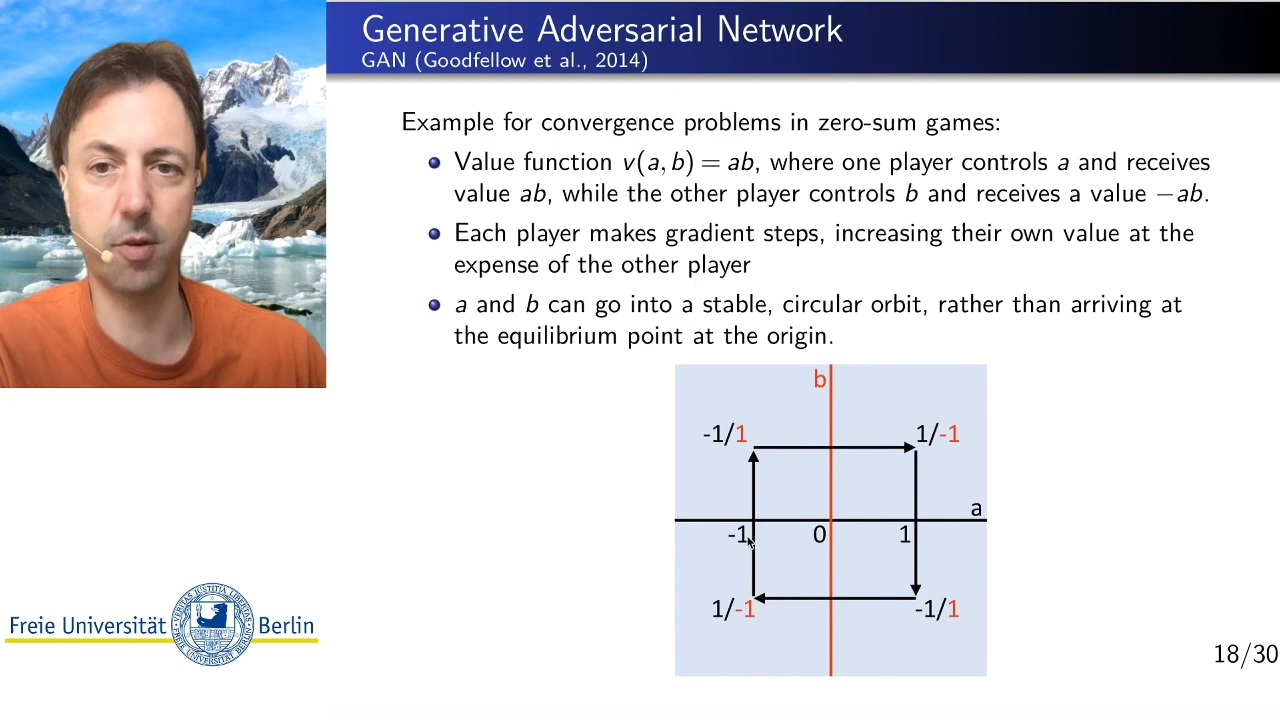 Generative Adversarial Network
GAN (Goodfellow et al., 2014)
Example for convergence problems in zero-sum games:
Value function v(a, b) = ab, where one player controls a and receives
value ab, while the other player controls b and receives a value −ab.
Each player makes gradient steps, increasing their own value at the
expense of the other player
a and b can go into a stable, circular orbit, rather than arriving at
the equilibrium point at the origin.
b
-1/1
1/-1
a
-1
0
1
1/-1
-1/1
Freie Universität Berlin
18/30